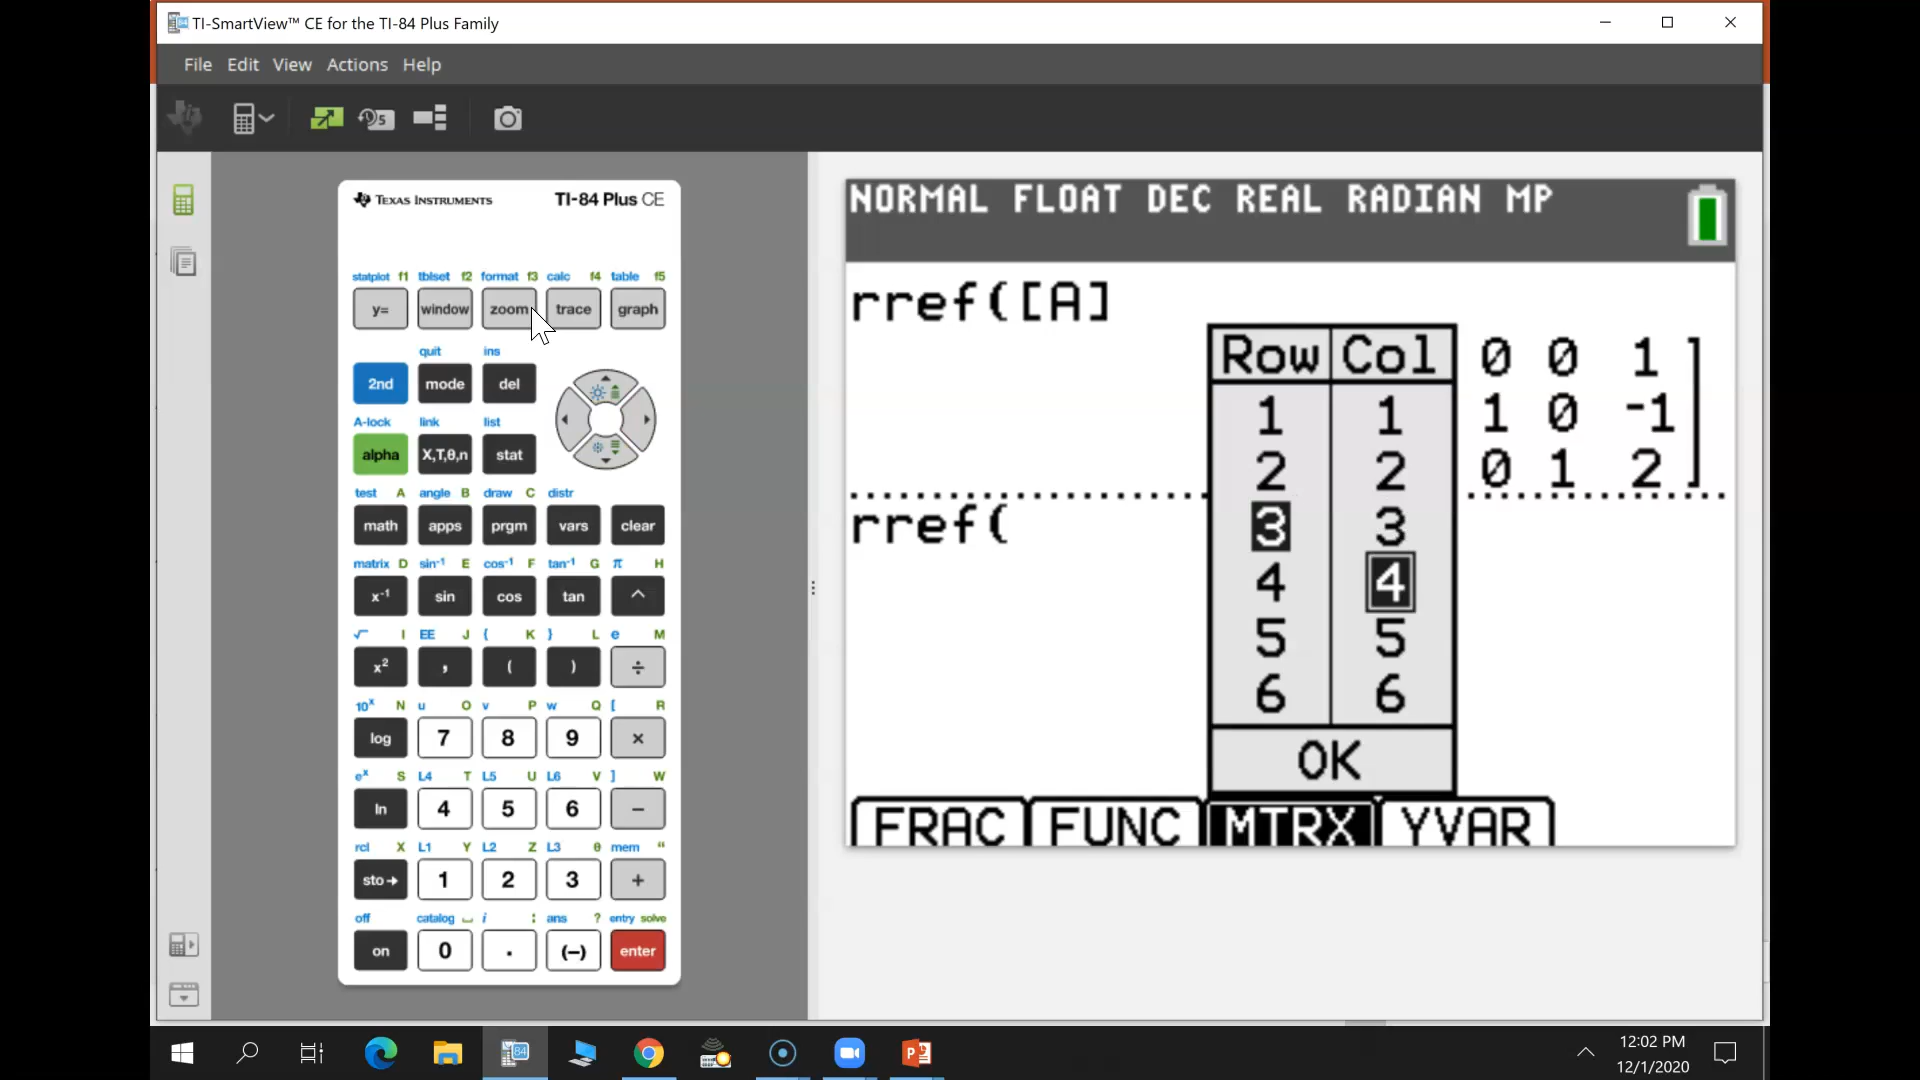 TI-SmartView™ CE for the TI-84 Plus Family
File Edit View Actions Help
5
TEXAS INSTRUMENTS TI-84 Plus CE
statplot f1 tblset f2 format f3 calc f4 table f5
y= window zoom trace graph
quit ins
2nd mode del
A-lock link list
alpha X,T,θ,n stat
test A angle B draw C distr
math apps prgm vars clear
matrix D sin⁻¹ E cos⁻¹ F tan⁻¹ G π H
x⁻¹ sin cos tan ^
√ I EE J { K } L e M
x² , ( ) ÷
10ˣ N u O v P w Q [ R
log 7 8 9 ×
eˣ S L4 T L5 U L6 V ] W
ln 4 5 6 −
rcl X L1 Y L2 Z L3 θ mem "
sto→ 1 2 3 +
off catalog ⎵ i : ans ? entry solve
on 0 . (−) enter
NORMAL FLOAT DEC REAL RADIAN MP
rref([A]
0 0 1
1 0 -1
0 1 2
rref(
Row Col
1 1
2 2
3 3
4 4
5 5
6 6
OK
FRAC FUNC MTRX YVAR
84
12:02 PM
12/1/2020